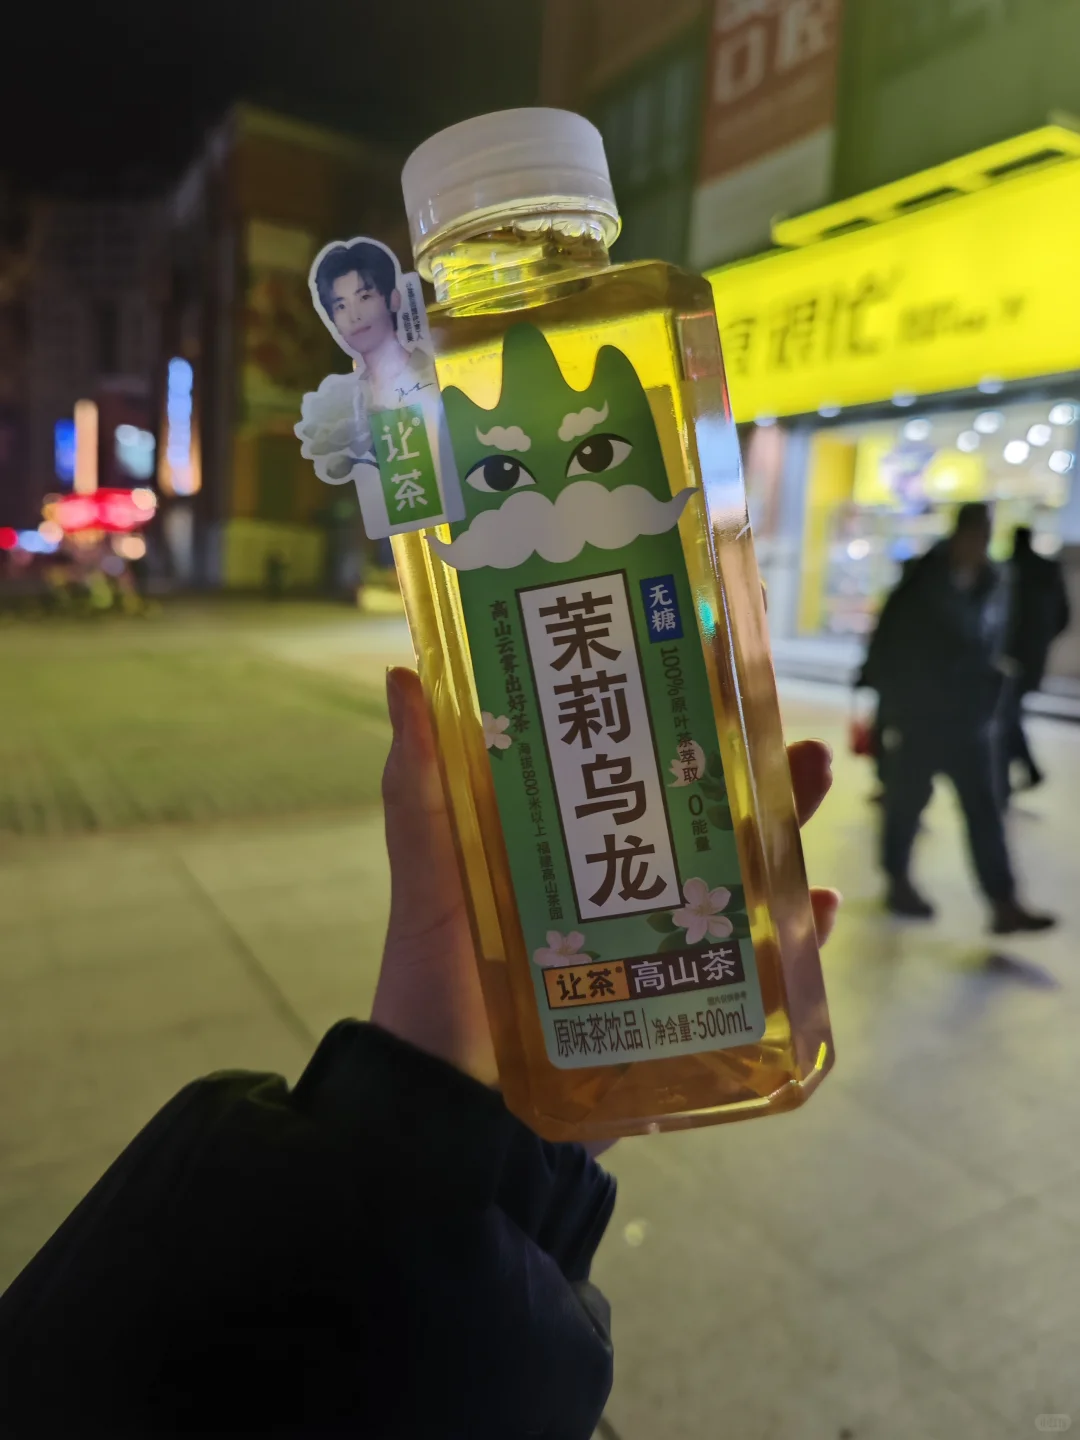 让茶
茉莉乌龙
无糖
100%原叶茶萃取
0能量
高山云雾出好茶
海拔800米以上 福建高山茶园
让茶 高山茶
原味茶饮品 | 净含量:500mL